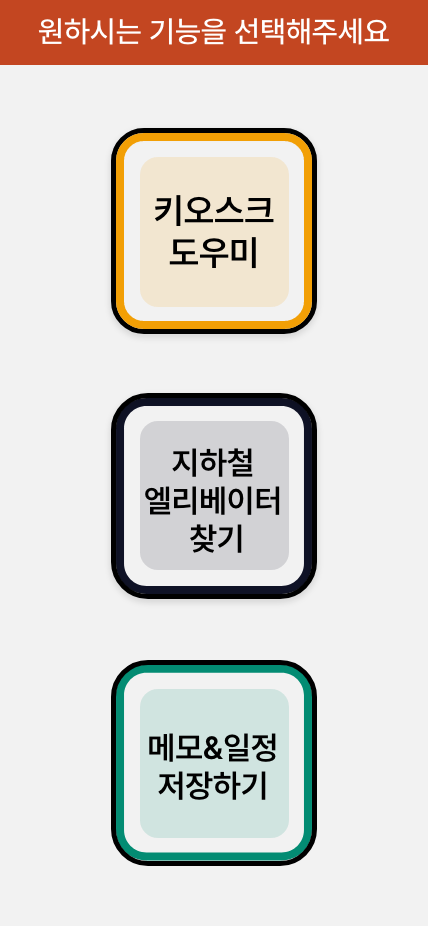 원하시는 기능을 선택해주세요
키오스크
도우미
지하철
엘리베이터
찾기
메모&일정
저장하기